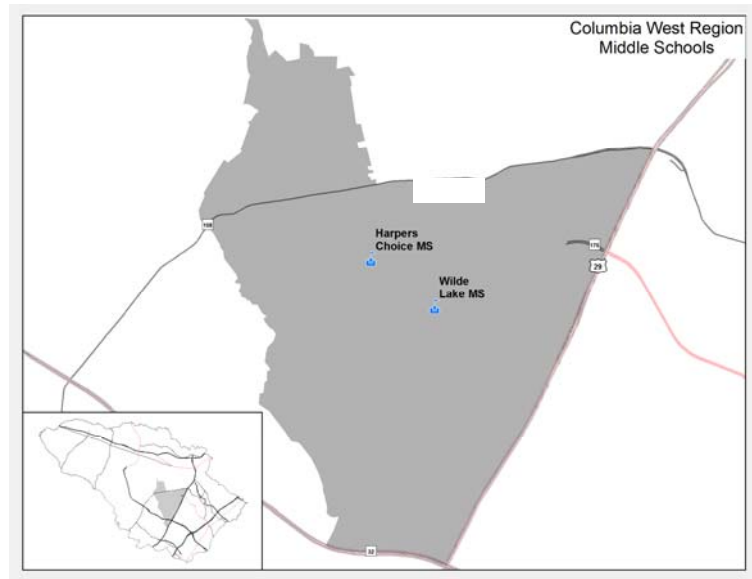 Columbia West Region
Middle Schools
108
Harpers
Choice MS
175
29
Wilde
Lake MS
32